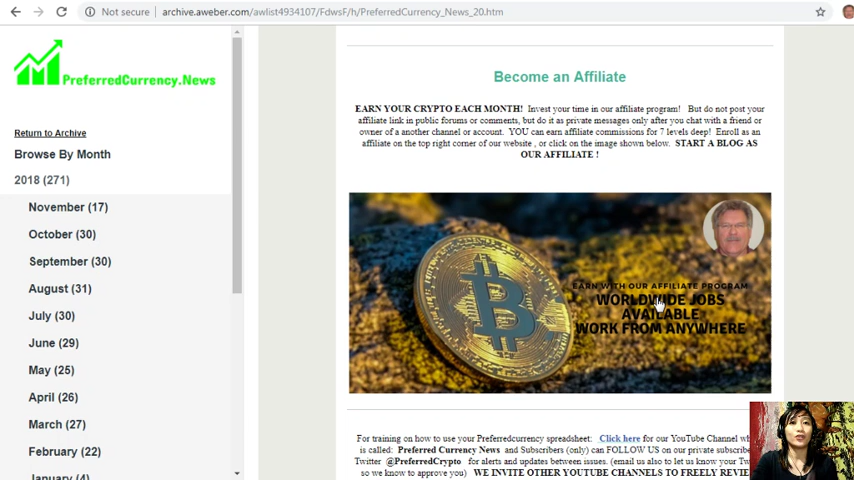 Not secure | archive.aweber.com/awlist4934107/FdwsF/h/PreferredCurrency_News_20.htm
PreferredCurrency.News
Return to Archive
Browse By Month
2018 (271)
November (17)
October (30)
September (30)
August (31)
July (30)
June (29)
May (25)
April (26)
March (27)
February (22)
January (4)
Become an Affiliate
EARN YOUR CRYPTO EACH MONTH! Invest your time in our affiliate program! But do not post your
affiliate link in public forums or comments, but do it as private messages only after you chat with a friend or
owner of a another channel or account. YOU can earn affiliate commissions for 7 levels deep! Enroll as an
affiliate on the top right corner of our website , or click on the image shown below. START A BLOG AS
OUR AFFILIATE !
EARN WITH OUR AFFILIATE PROGRAM
WORLDWIDE JOBS
AVAILABLE
WORK FROM ANYWHERE
For training on how to use your Preferredcurrency spreadsheet: Click here for our YouTube Channel
is called: Preferred Currency News and Subscribers (only) can FOLLOW US on our private
Twitter @PreferredCrypto for alerts and updates between issues. (email us also to let us know your
so we know to approve you) WE INVITE OTHER YOUTUBE CHANNELS TO FREELY